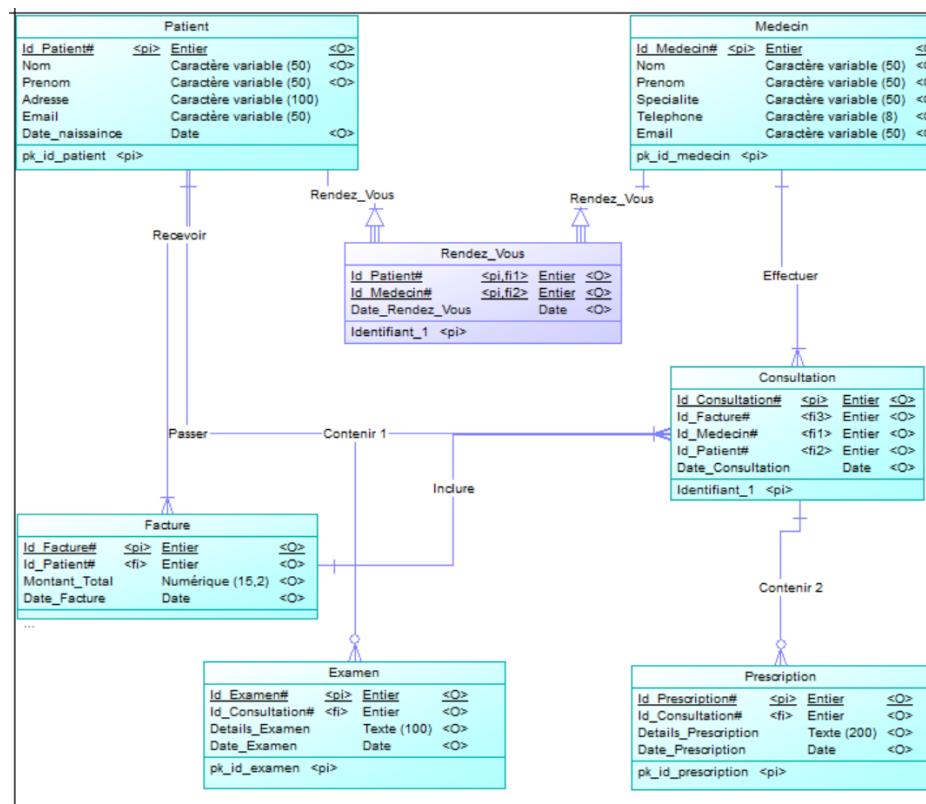 Patient
Id_Patient# <pi> Entier <O>
Nom Caractère variable (50) <O>
Prenom Caractère variable (50) <O>
Adresse Caractère variable (100)
Email Caractère variable (50)
Date_naissaince Date <O>
pk_id_patient <pi>
Medecin
Id_Medecin# <pi> Entier
Nom Caractère variable (50)
Prenom Caractère variable (50)
Specialite Caractère variable (50)
Telephone Caractère variable (8)
Email Caractère variable (50)
pk_id_medecin <pi>
Rendez_Vous
Rendez_Vous
Recevoir
Rendez_Vous
Id_Patient# <pi,fi1> Entier <O>
Id_Medecin# <pi,fi2> Entier <O>
Date_Rendez_Vous Date <O>
Identifiant_1 <pi>
Effectuer
Consultation
Id_Consultation# <pi> Entier <O>
Id_Facture# <fi3> Entier <O>
Id_Medecin# <fi1> Entier <O>
Id_Patient# <fi2> Entier <O>
Date_Consultation Date <O>
Identifiant_1 <pi>
Passer
Contenir 1
Inclure
Facture
Id_Facture# <pi> Entier <O>
Id_Patient# <fi> Entier <O>
Montant_Total Numérique (15,2) <O>
Date_Facture Date <O>
...
Contenir 2
Examen
Id_Examen# <pi> Entier <O>
Id_Consultation# <fi> Entier <O>
Details_Examen Texte (100) <O>
Date_Examen Date <O>
pk_id_examen <pi>
Prescription
Id_Prescription# <pi> Entier <O>
Id_Consultation# <fi> Entier <O>
Details_Prescription Texte (200) <O>
Date_Prescription Date <O>
pk_id_prescription <pi>